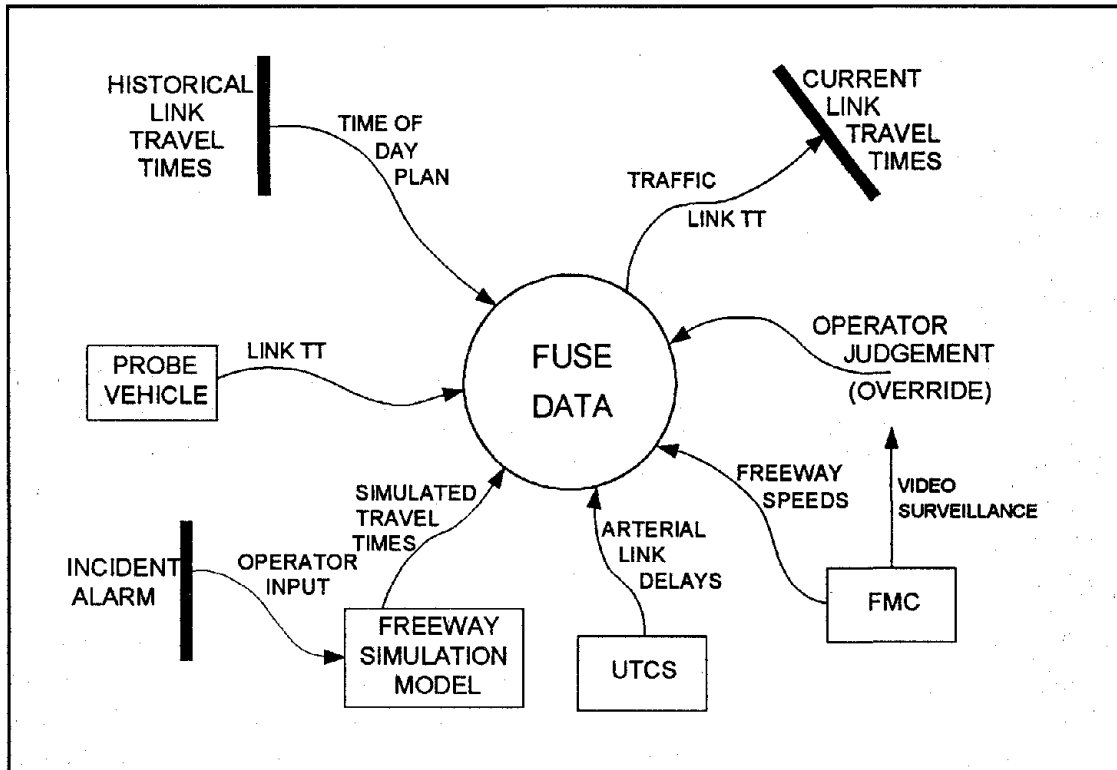 HISTORICAL
LINK
TRAVEL
TIMES
TIME OF
DAY
PLAN
CURRENT
LINK
TRAVEL
TIMES
TRAFFIC
LINK TT
PROBE
VEHICLE
LINK TT
FUSE
DATA
OPERATOR
JUDGEMENT
(OVERRIDE)
INCIDENT
ALARM
OPERATOR
INPUT
SIMULATED
TRAVEL
TIMES
FREEWAY
SIMULATION
MODEL
ARTERIAL
LINK
DELAYS
UTCS
FREEWAY
SPEEDS
VIDEO
SURVEILLANCE
FMC